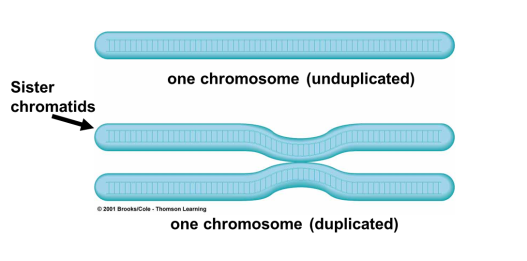 one chromosome (unduplicated)
Sister
chromatids
© 2001 Brooks/Cole - Thomson Learning
one chromosome (duplicated)